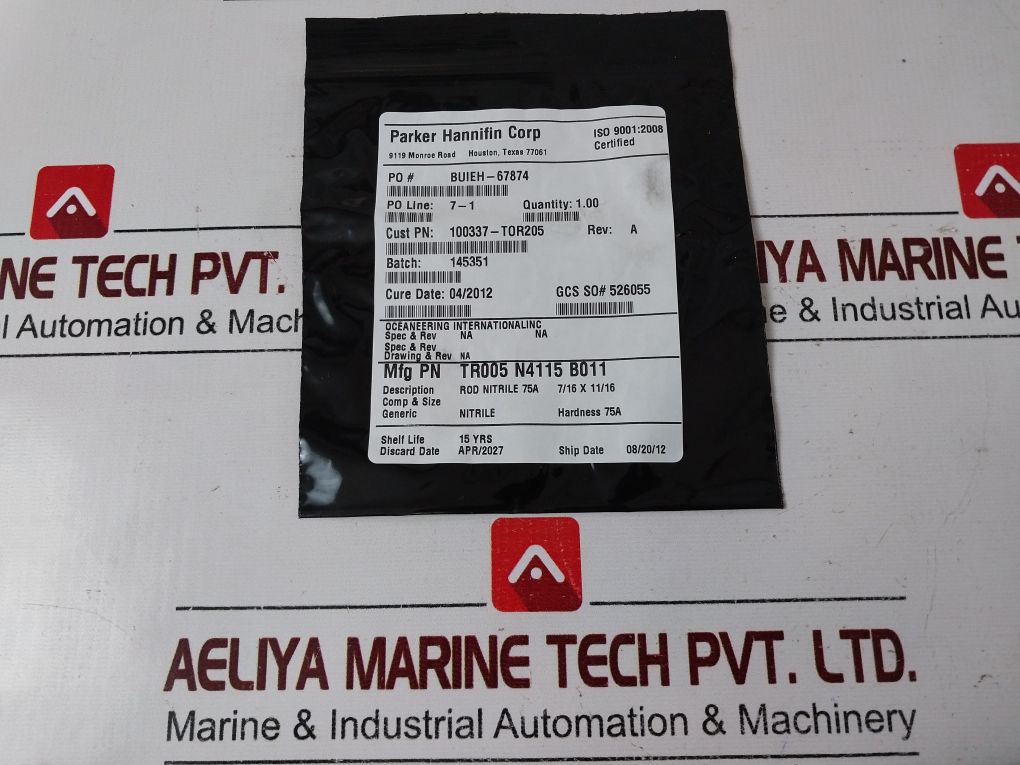 Parker Hannifin Corp ISO 9001:2008
Certified
9119 Monroe Road Houston, Texas 77061
PO # BUIEH-67874
PO Line: 7-1 Quantity: 1.00
Cust PN: 100337-TOR205 Rev: A
Batch: 145351
Cure Date: 04/2012 GCS SO# 526055
OCEANEERING INTERNATIONALINC
Spec & Rev NA NA
Spec & Rev
Drawing & Rev NA
Mfg PN TR005 N4115 B011
Description ROD NITRILE 75A 7/16 X 11/16
Comp & Size
Generic NITRILE Hardness 75A
Shelf Life 15 YRS
Discard Date APR/2027 Ship Date 08/20/12
NE TECH PVT.
l Automation & Mach
IYA MARINE
e & Industrial Au
AELIYA MARINE TECH PVT. LTD.
Marine & Industrial Automation & Machinery